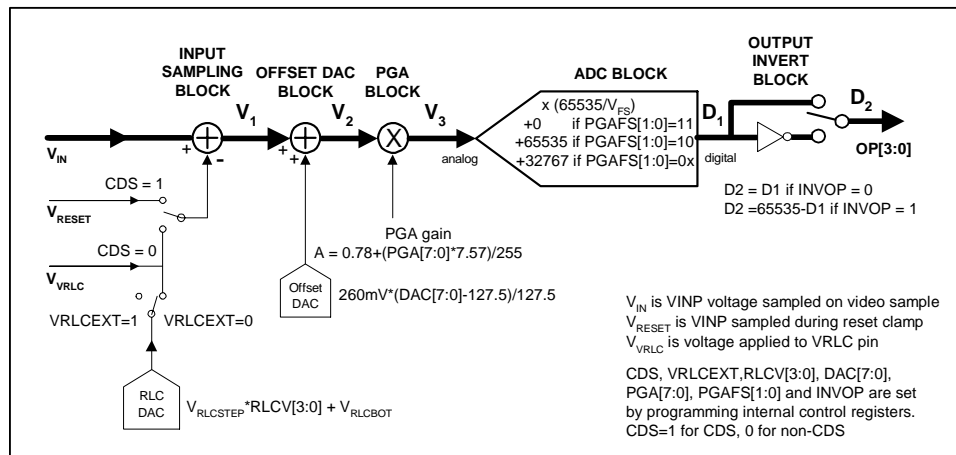 INPUT
SAMPLING
BLOCK
OFFSET DAC
BLOCK
PGA
BLOCK
ADC BLOCK
OUTPUT
INVERT
BLOCK
V1
V2
V3
x (65535/VFS)
+0 if PGAFS[1:0]=11
+65535 if PGAFS[1:0]=10
+32767 if PGAFS[1:0]=0x
D1
D2
+
+
X
+
-
+
+
analog
digital
VIN
OP[3:0]
CDS = 1
VRESET
D2 = D1 if INVOP = 0
D2 =65535-D1 if INVOP = 1
PGA gain
A = 0.78+(PGA[7:0]*7.57)/255
CDS = 0
VVRLC
Offset
DAC
260mV*(DAC[7:0]-127.5)/127.5
VRLCEXT=1
VRLCEXT=0
VIN is VINP voltage sampled on video sample
VRESET is VINP sampled during reset clamp
VVRLC is voltage applied to VRLC pin
CDS, VRLCEXT,RLCV[3:0], DAC[7:0],
PGA[7:0], PGAFS[1:0] and INVOP are set
by programming internal control registers.
CDS=1 for CDS, 0 for non-CDS
RLC
DAC
VRLCSTEP*RLCV[3:0] + VRLCBOT